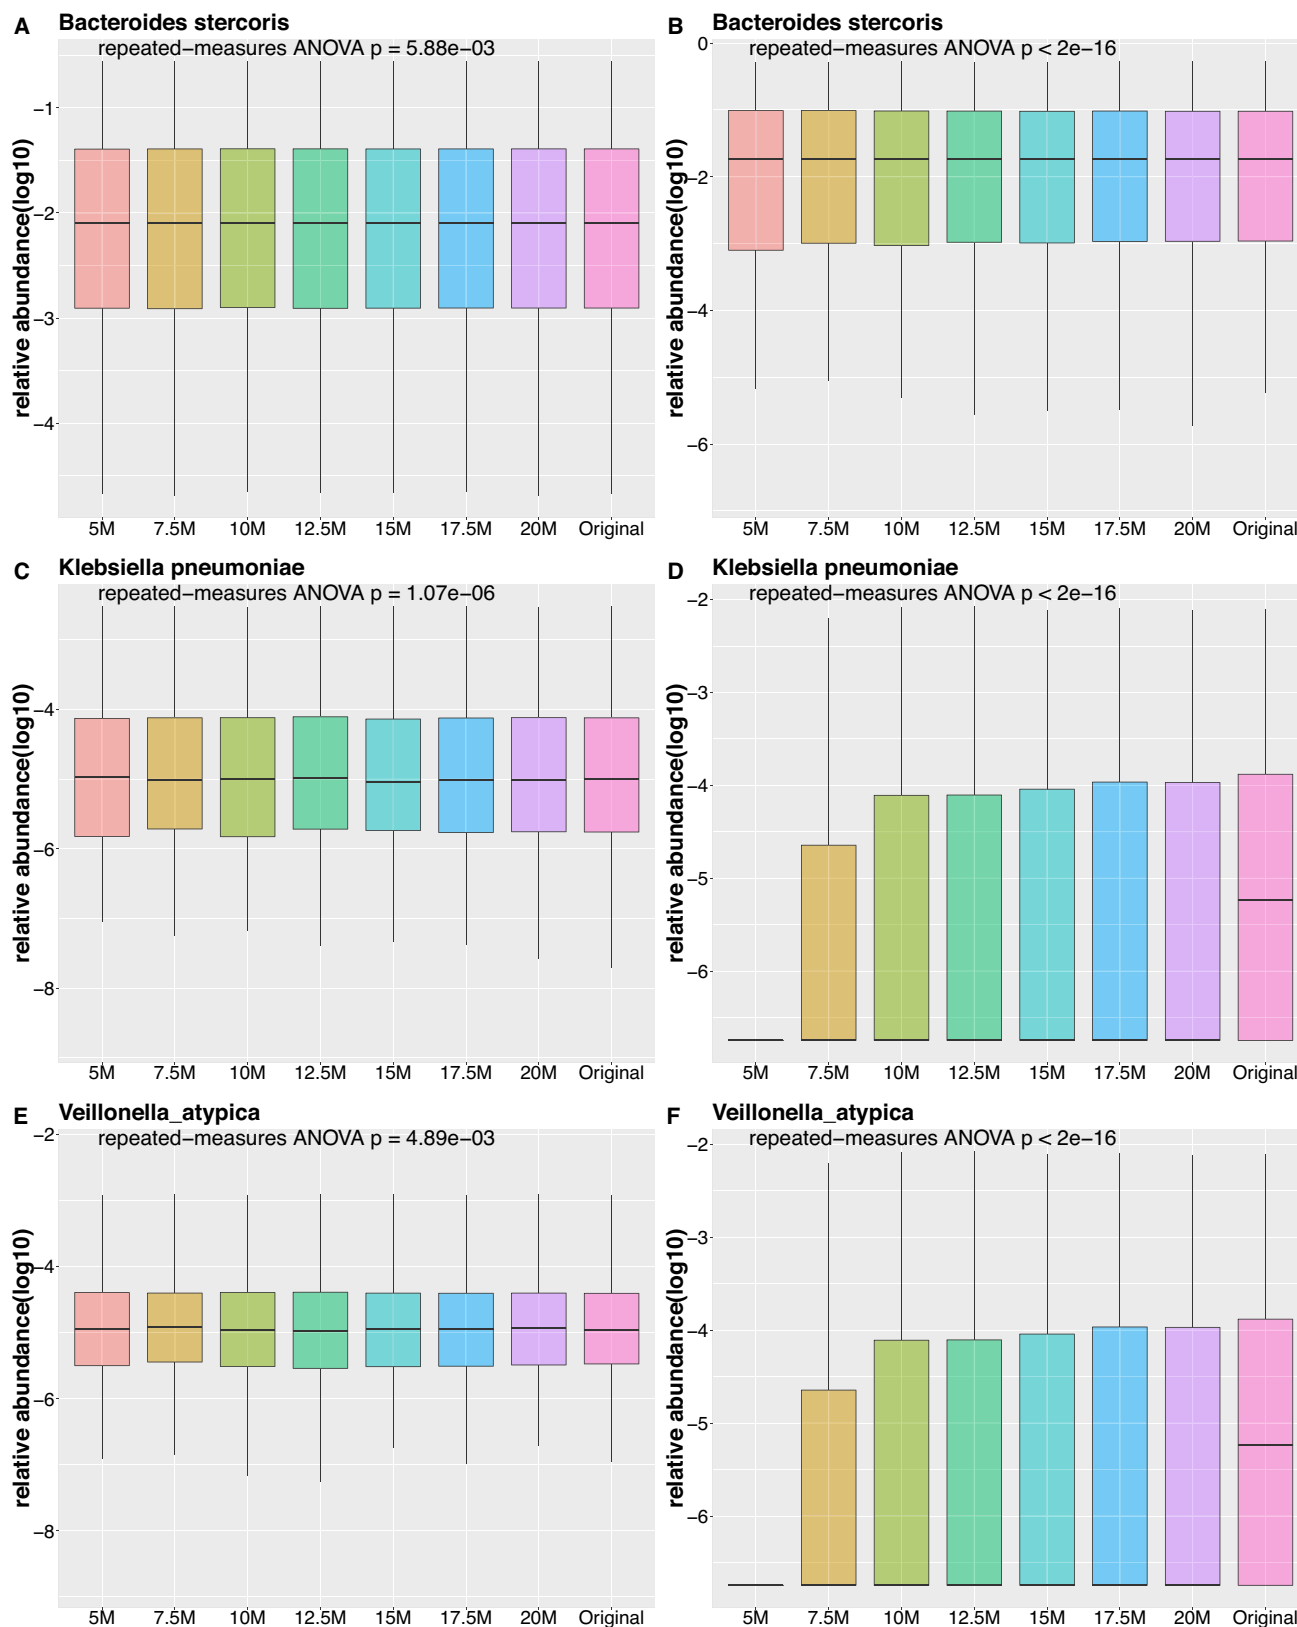 A Bacteroides stercoris
repeated−measures ANOVA p = 5.88e−03
relative abundance(log10)
−1
−2
−3
−4
5M 7.5M 10M 12.5M 15M 17.5M 20M Original
B Bacteroides stercoris
repeated−measures ANOVA p < 2e−16
relative abundance(log10)
0
−2
−4
−6
5M 7.5M 10M 12.5M 15M 17.5M 20M Original
C Klebsiella pneumoniae
repeated−measures ANOVA p = 1.07e−06
relative abundance(log10)
−4
−6
−8
5M 7.5M 10M 12.5M 15M 17.5M 20M Original
D Klebsiella pneumoniae
repeated−measures ANOVA p < 2e−16
relative abundance(log10)
−2
−3
−4
−5
−6
5M 7.5M 10M 12.5M 15M 17.5M 20M Original
E Veillonella_atypica
repeated−measures ANOVA p = 4.89e−03
relative abundance(log10)
−2
−4
−6
−8
5M 7.5M 10M 12.5M 15M 17.5M 20M Original
F Veillonella_atypica
repeated−measures ANOVA p < 2e−16
relative abundance(log10)
−2
−3
−4
−5
−6
5M 7.5M 10M 12.5M 15M 17.5M 20M Original